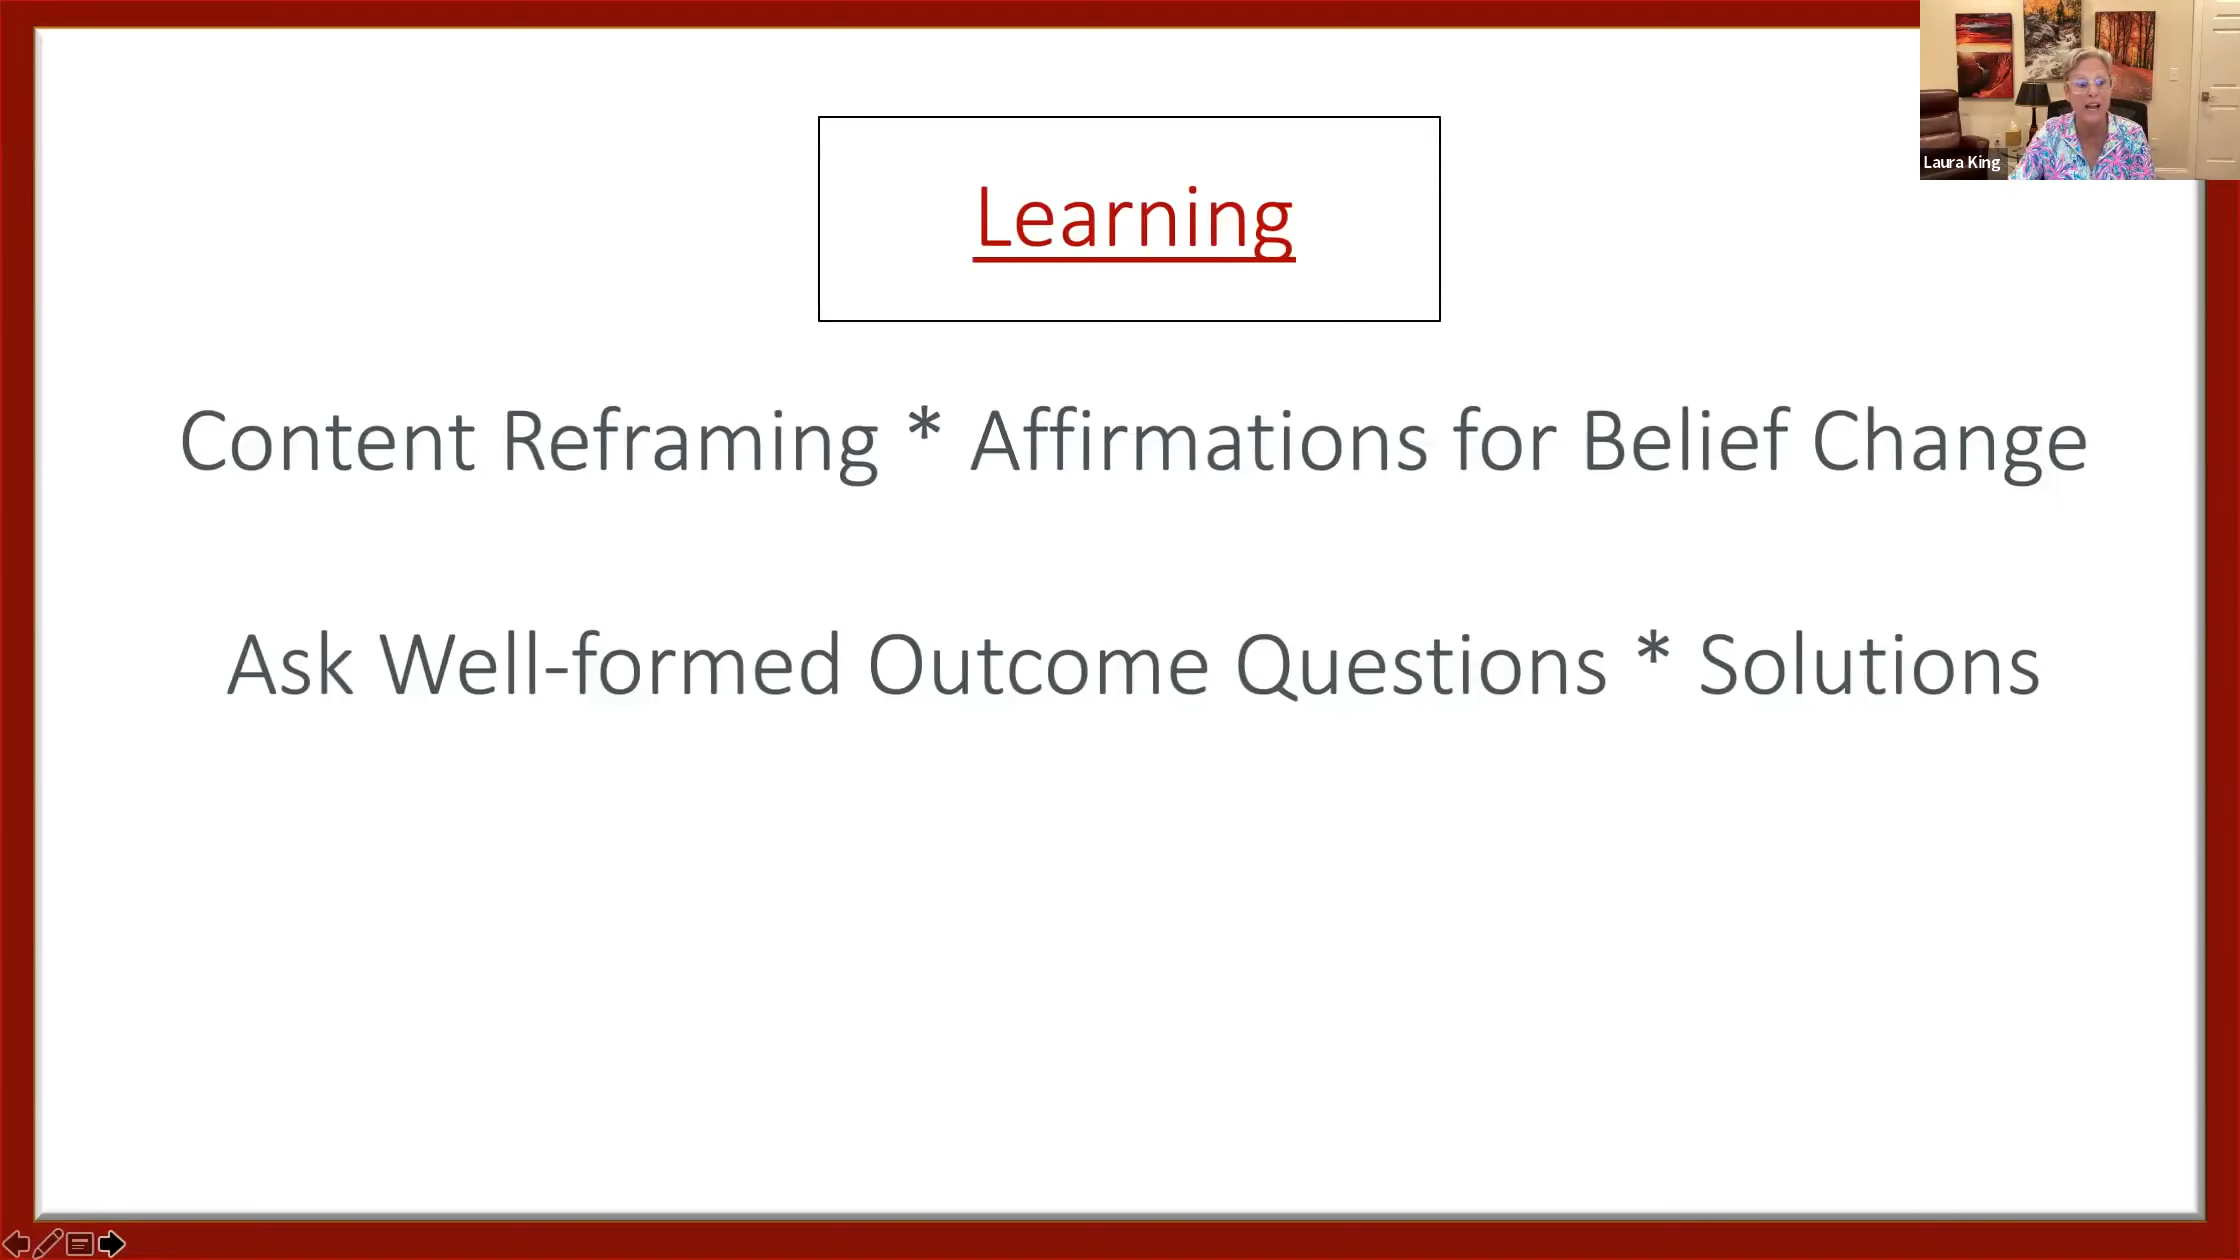 Learning
Laura King
Content Reframing * Affirmations for Belief Change
Ask Well-formed Outcome Questions * Solutions